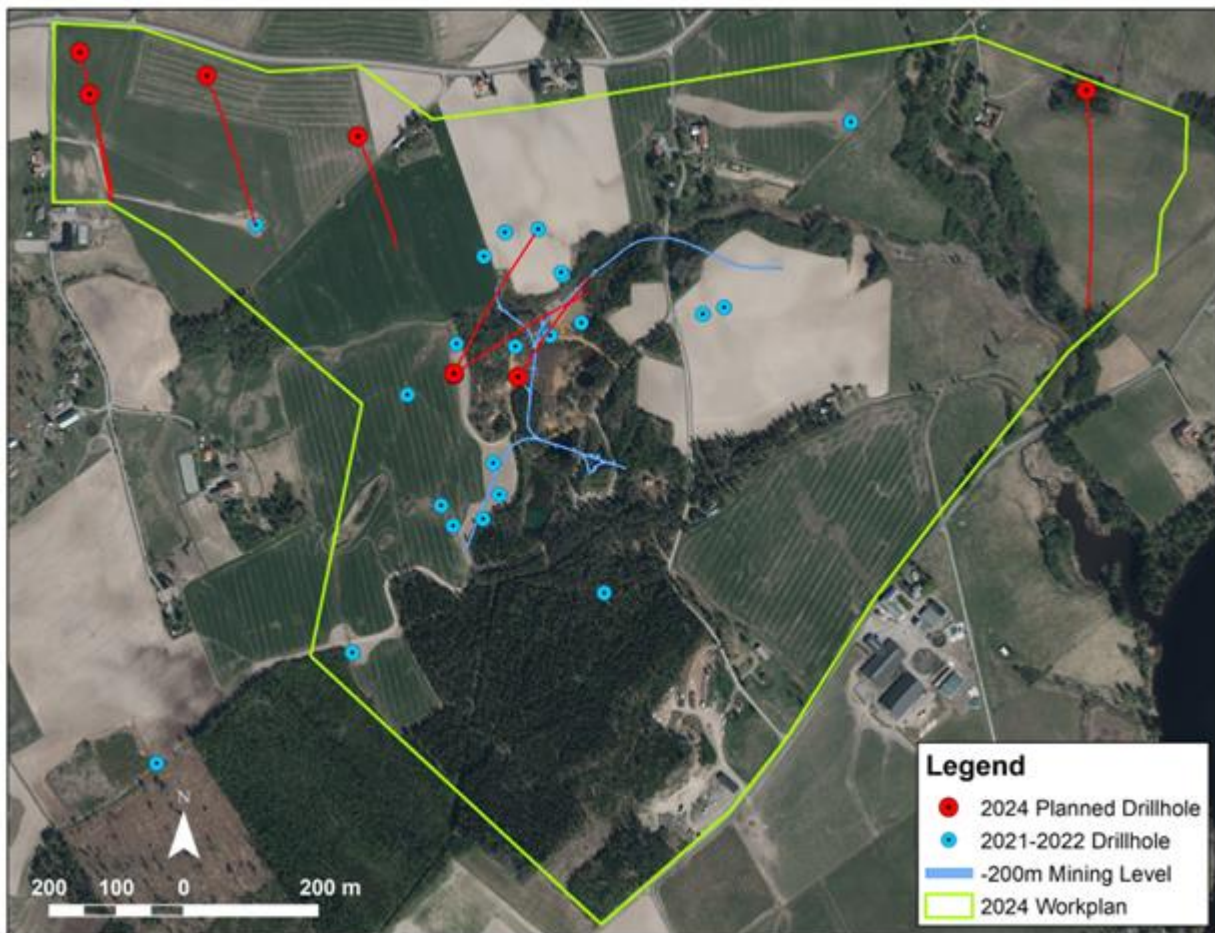 N
200 100 0 200 m
Legend
2024 Planned Drillhole
2021-2022 Drillhole
-200m Mining Level
2024 Workplan